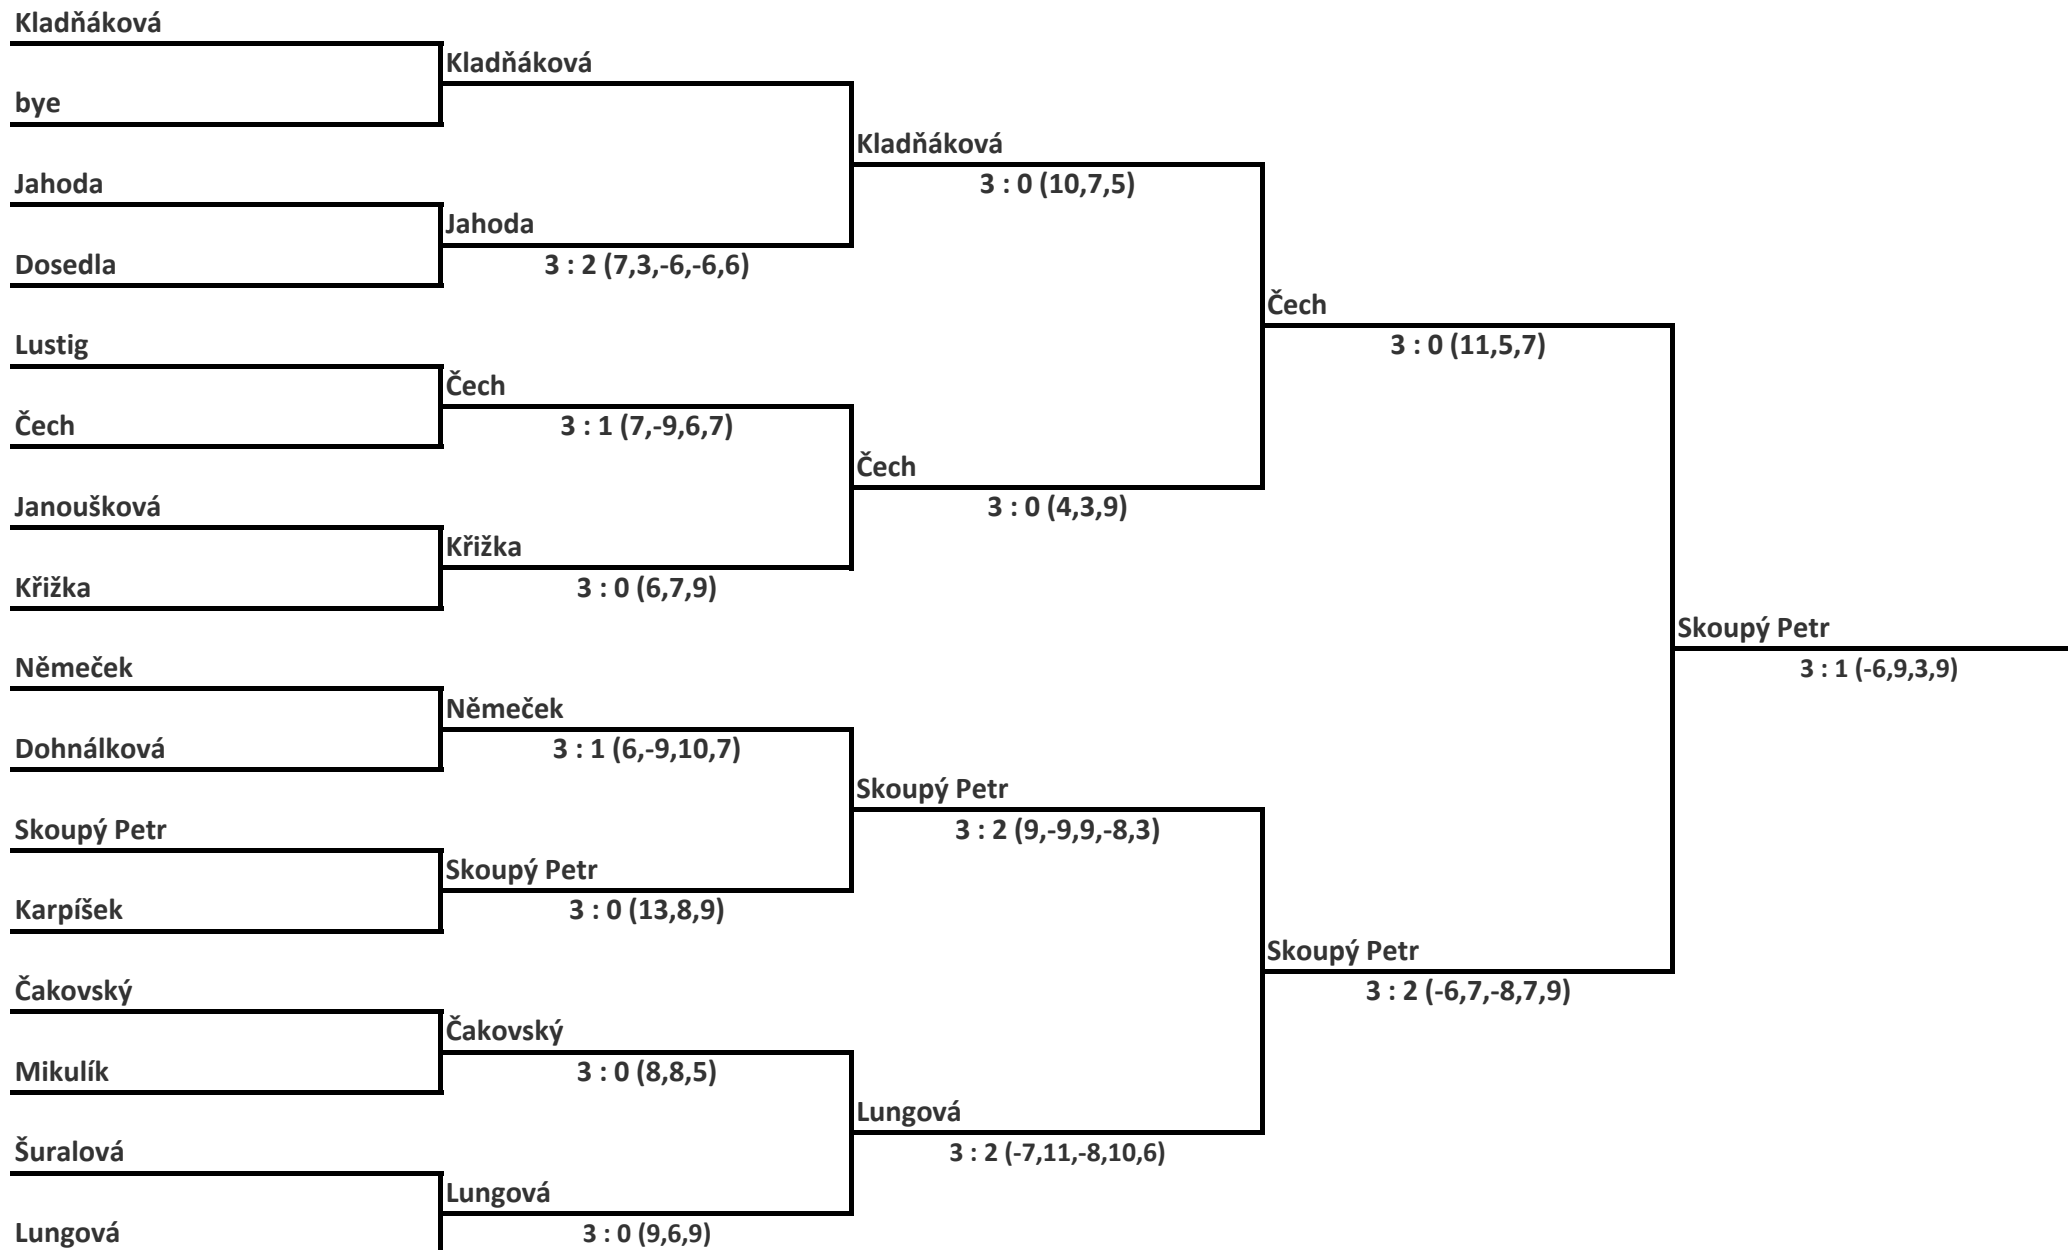 Kladňáková
Kladňáková
bye
Kladňáková
Jahoda
3 : 0 (10,7,5)
Jahoda
Dosedla
3 : 2 (7,3,-6,-6,6)
Čech
Lustig
3 : 0 (11,5,7)
Čech
Čech
3 : 1 (7,-9,6,7)
Čech
Janoušková
3 : 0 (4,3,9)
Křižka
Křižka
3 : 0 (6,7,9)
Skoupý Petr
Němeček
3 : 1 (-6,9,3,9)
Němeček
Dohnálková
3 : 1 (6,-9,10,7)
Skoupý Petr
Skoupý Petr
3 : 2 (9,-9,9,-8,3)
Skoupý Petr
Karpíšek
3 : 0 (13,8,9)
Skoupý Petr
Čakovský
3 : 2 (-6,7,-8,7,9)
Čakovský
Mikulík
3 : 0 (8,8,5)
Lungová
Šuralová
3 : 2 (-7,11,-8,10,6)
Lungová
Lungová
3 : 0 (9,6,9)